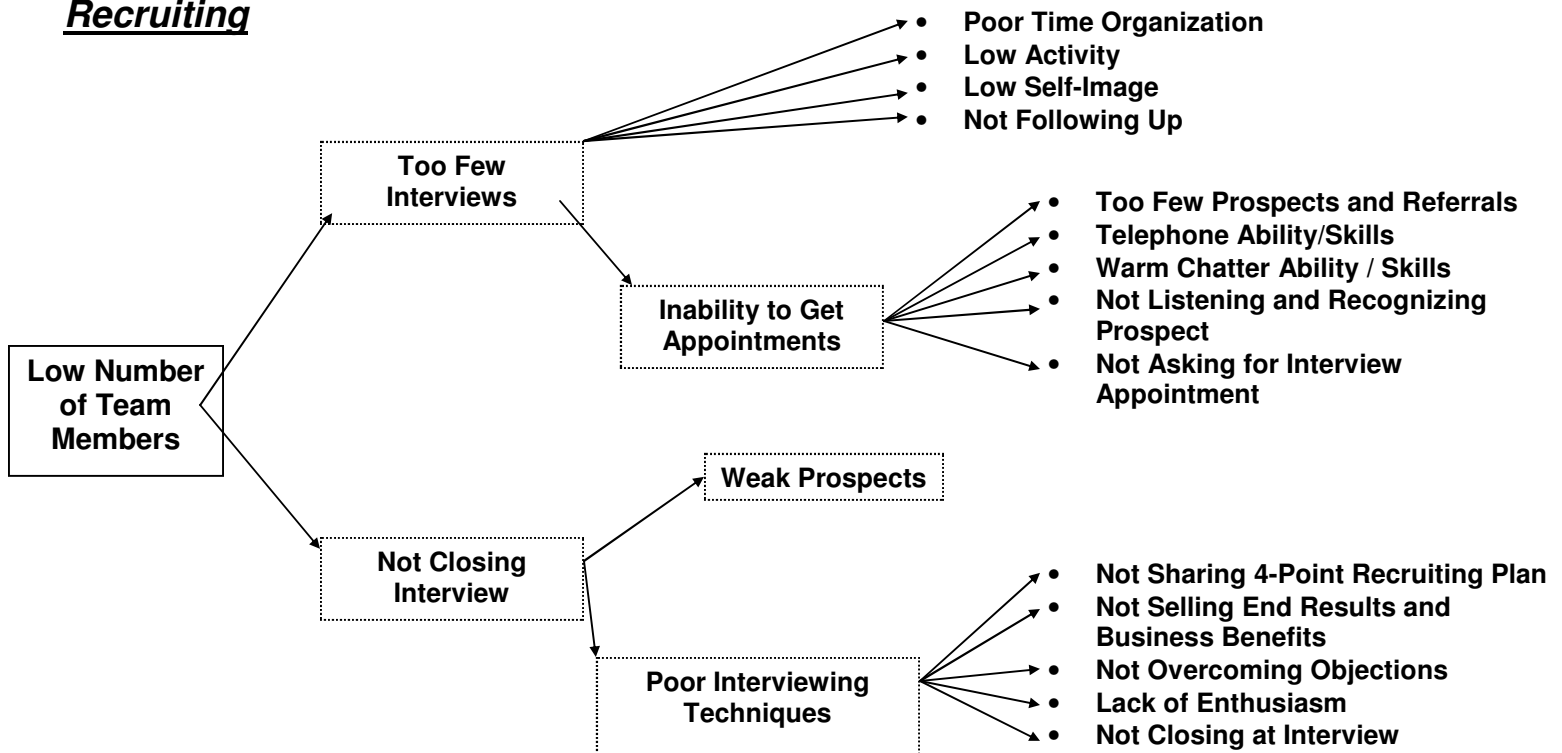 Recruiting
• Poor Time Organization
• Low Activity
• Low Self-Image
• Not Following Up
Too Few
Interviews
• Too Few Prospects and Referrals
• Telephone Ability/Skills
• Warm Chatter Ability / Skills
• Not Listening and Recognizing
Prospect
• Not Asking for Interview
Appointment
Inability to Get
Appointments
Low Number
of Team
Members
Weak Prospects
Not Closing
Interview
• Not Sharing 4-Point Recruiting Plan
• Not Selling End Results and
Business Benefits
• Not Overcoming Objections
• Lack of Enthusiasm
• Not Closing at Interview
Poor Interviewing
Techniques